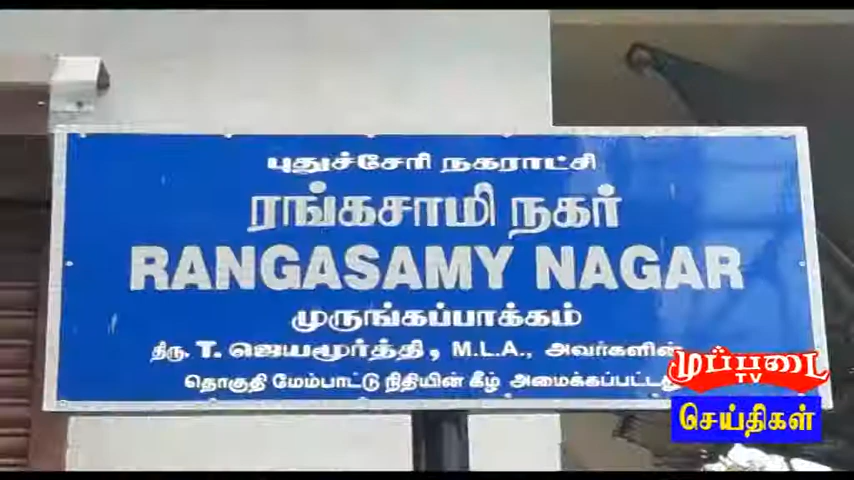 புதுச்சேரி நகராட்சி
ரங்கசாமி நகர்
RANGASAMY NAGAR
முருங்கப்பாக்கம்
திரு. T. ஜெயமூர்த்தி, M.L.A., அவர்களின்
தொகுதி மேம்பாட்டு நிதியின் கீழ் அமைக்கப்பட்டது
முப்படை
TV
செய்திகள்